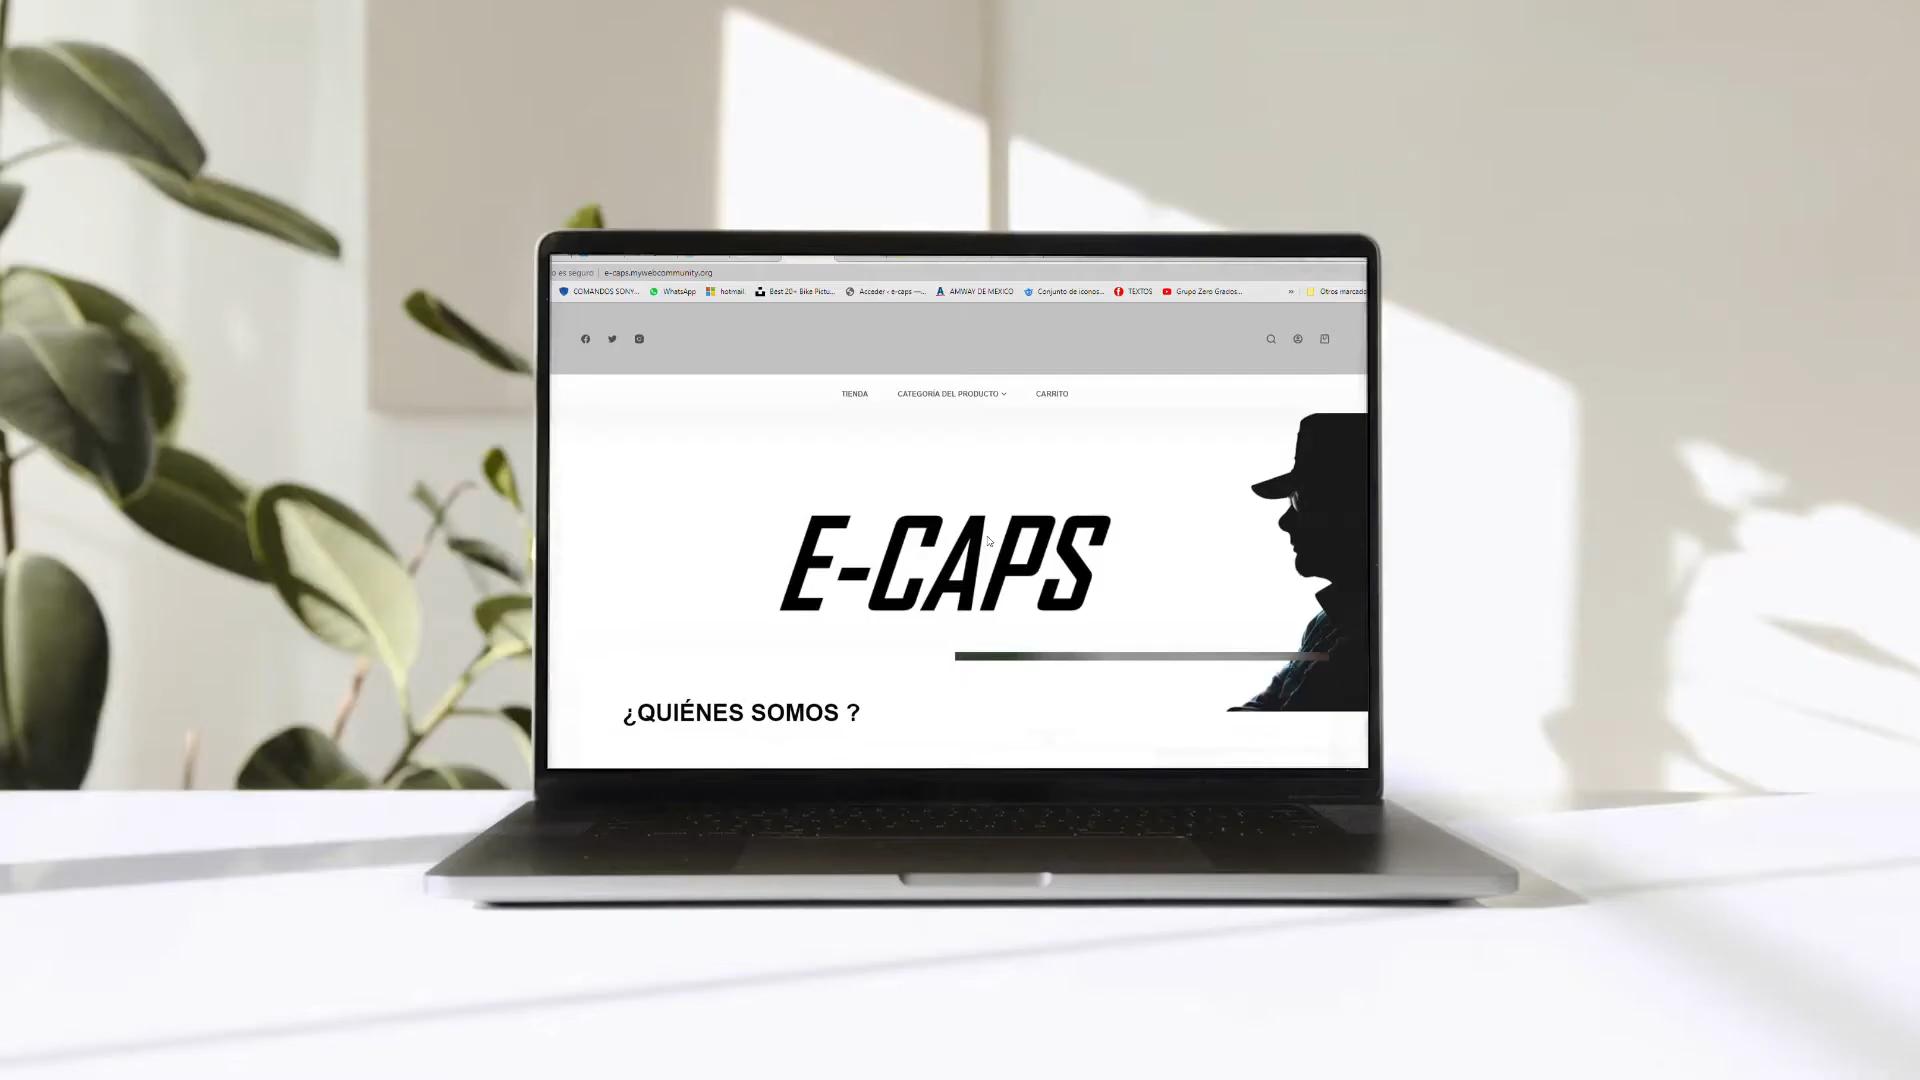 o es seguro | e-caps.mywebcommunity.org
COMANDOS SONY... WhatsApp hotmail Best 20+ Bike Pictu... Acceder ‹ e-caps —... AMWAY DE MEXICO Conjunto de iconos... TEXTOS Grupo Zero Grados... » Otros marcado
TIENDA CATEGORÍA DEL PRODUCTO CARRITO
E-CAPS
¿QUIÉNES SOMOS ?